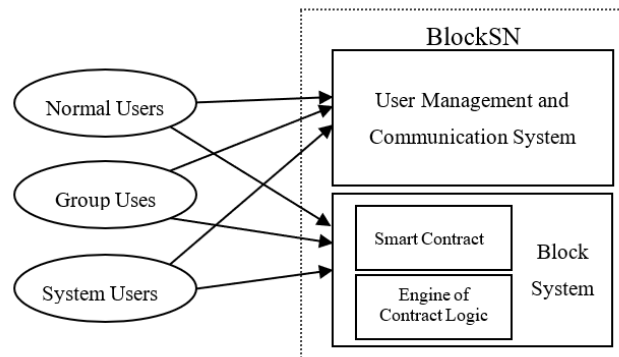 BlockSN
Normal Users
Group Uses
System Users
User Management and
Communication System
Smart Contract
Engine of
Contract Logic
Block
System